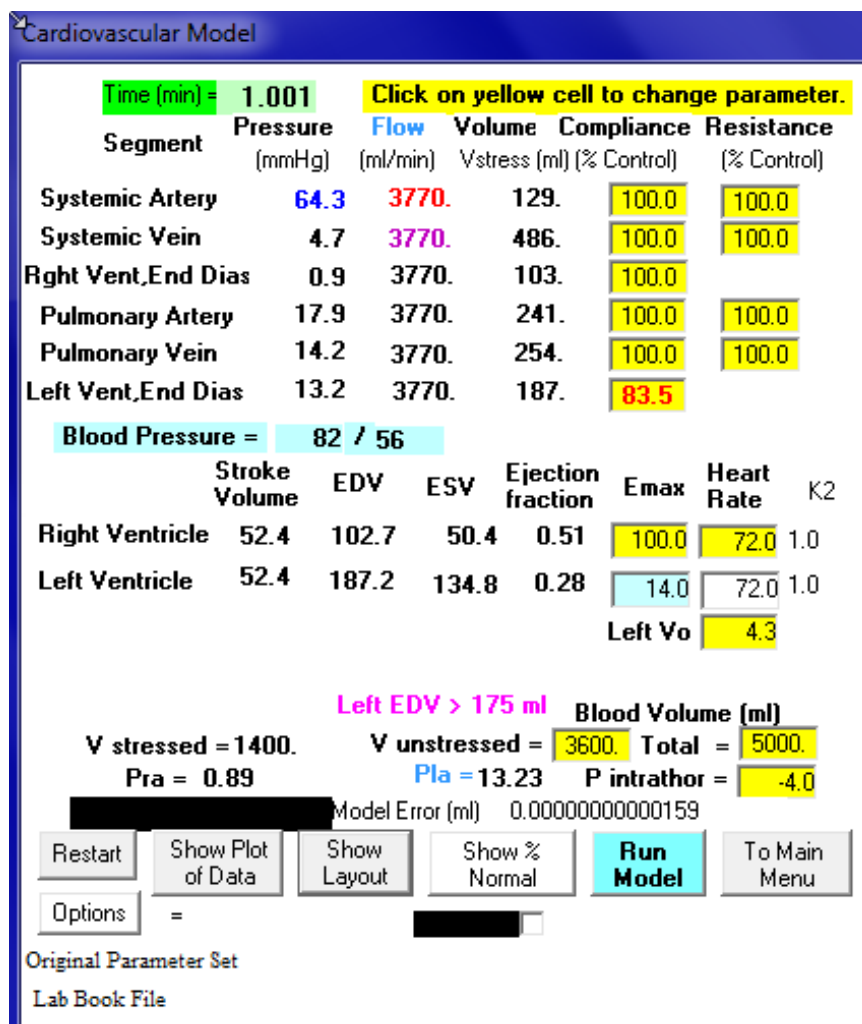 Cardiovascular Model
Time (min) = 1.001 Click on yellow cell to change parameter.
Segment Pressure Flow Volume Compliance Resistance
(mmHg) (ml/min) Vstress (ml) (% Control) (% Control)
Systemic Artery 64.3 3770. 129. 100.0 100.0
Systemic Vein 4.7 3770. 486. 100.0 100.0
Rght Vent,End Dias 0.9 3770. 103. 100.0
Pulmonary Artery 17.9 3770. 241. 100.0 100.0
Pulmonary Vein 14.2 3770. 254. 100.0 100.0
Left Vent,End Dias 13.2 3770. 187. 83.5
Blood Pressure = 82 / 56
Stroke Volume EDV ESV Ejection fraction Emax Heart Rate K2
Right Ventricle 52.4 102.7 50.4 0.51 100.0 72.0 1.0
Left Ventricle 52.4 187.2 134.8 0.28 14.0 72.0 1.0
Left Vo 4.3
Left EDV > 175 ml Blood Volume (ml)
V stressed =1400. V unstressed = 3600. Total = 5000.
Pra = 0.89 Pla =13.23 P intrathor = -4.0
Model Error (ml) 0.00000000000159
Restart Show Plot of Data Show Layout Show % Normal Run Model To Main Menu
Options =
Original Parameter Set
Lab Book File